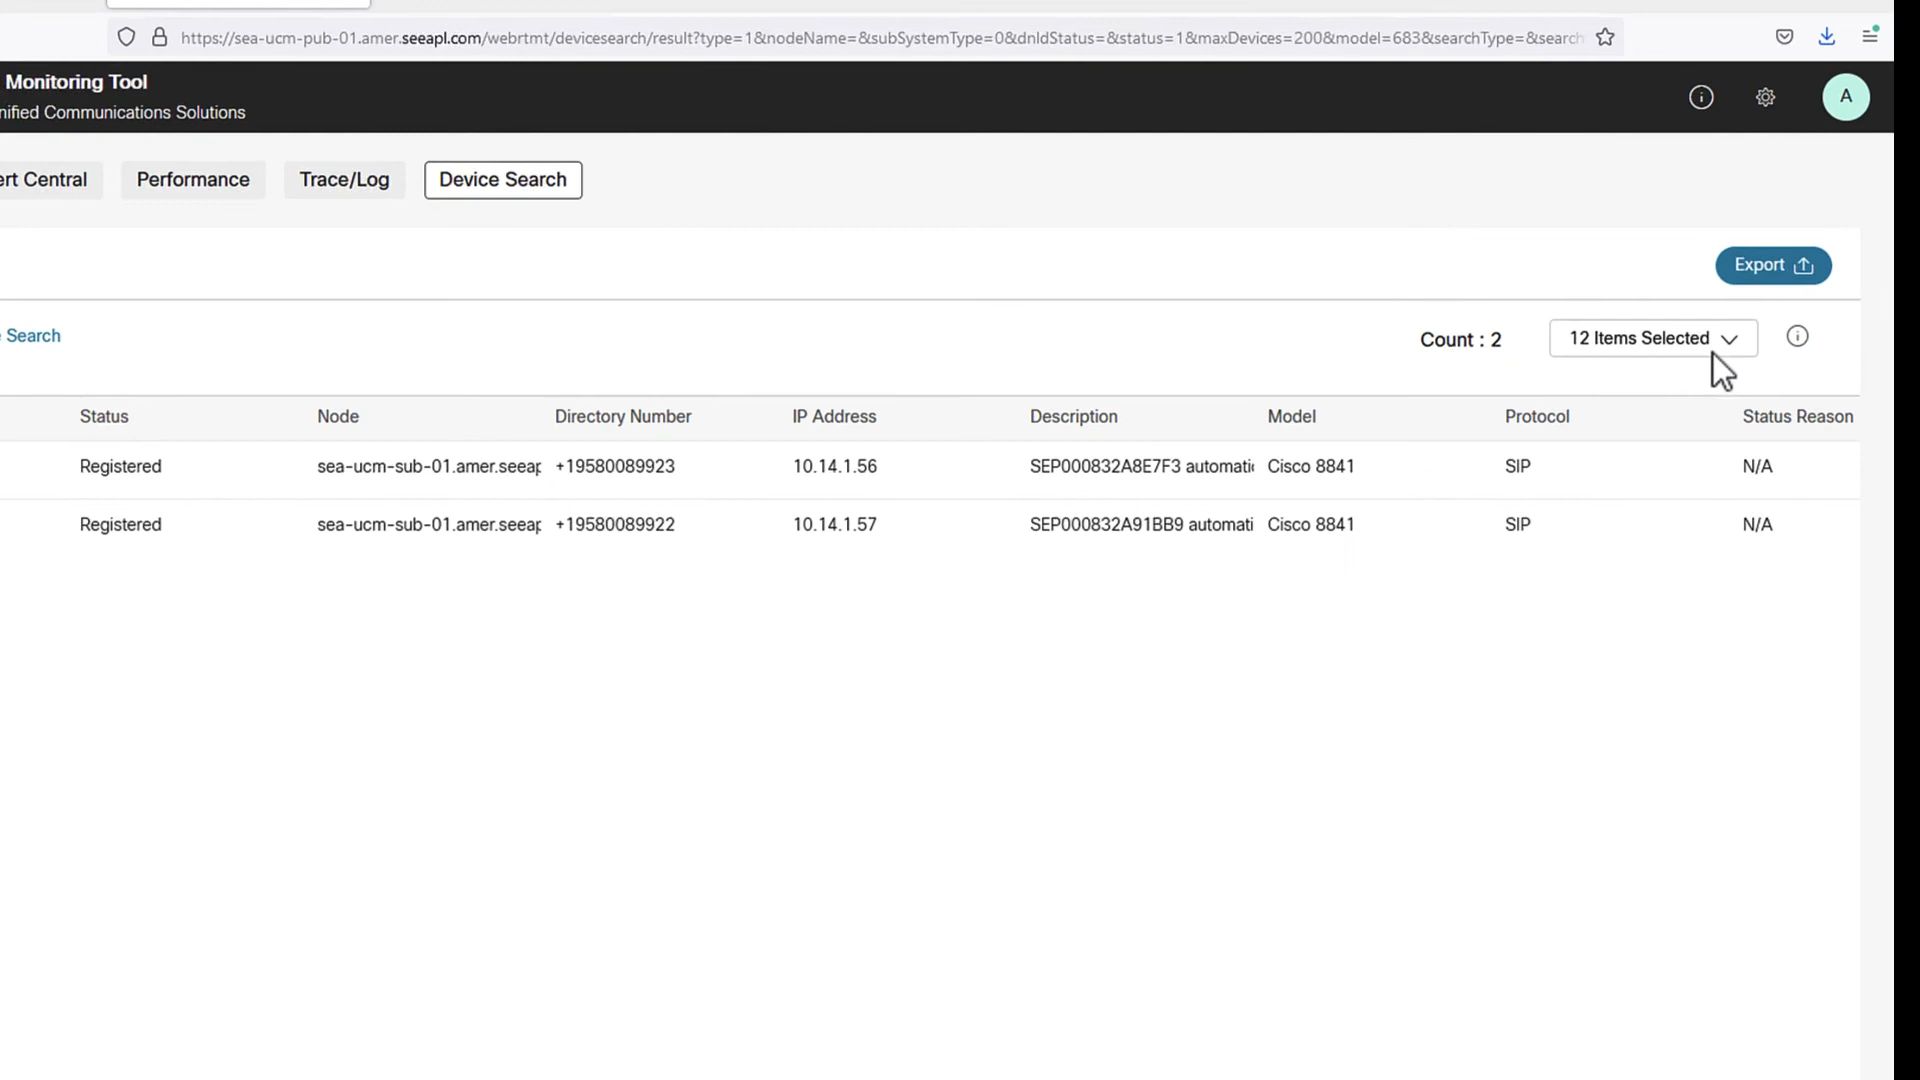 https://sea-ucm-pub-01.amer.seeapl.com/webrtmt/devicesearch/result?type=1&nodeName=&subSystemType=0&dnldStatus=&status=1&maxDevices=200&model=683&searchType=&search
Monitoring Tool
nified Communications Solutions
A
ert Central Performance Trace/Log Device Search
Export
Search
Count : 2 12 Items Selected
Status Node Directory Number IP Address Description Model Protocol Status Reason
Registered sea-ucm-sub-01.amer.seeap +19580089923 10.14.1.56 SEP000832A8E7F3 automatic Cisco 8841 SIP N/A
Registered sea-ucm-sub-01.amer.seeap +19580089922 10.14.1.57 SEP000832A91BB9 automati Cisco 8841 SIP N/A